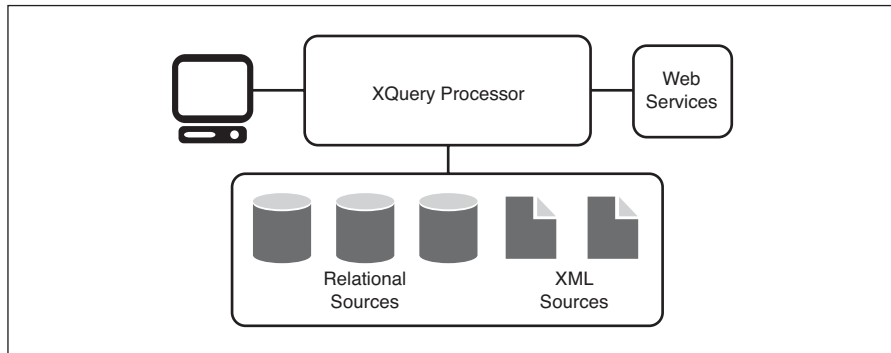 XQuery Processor
Web
Services
Relational
Sources
XML
Sources